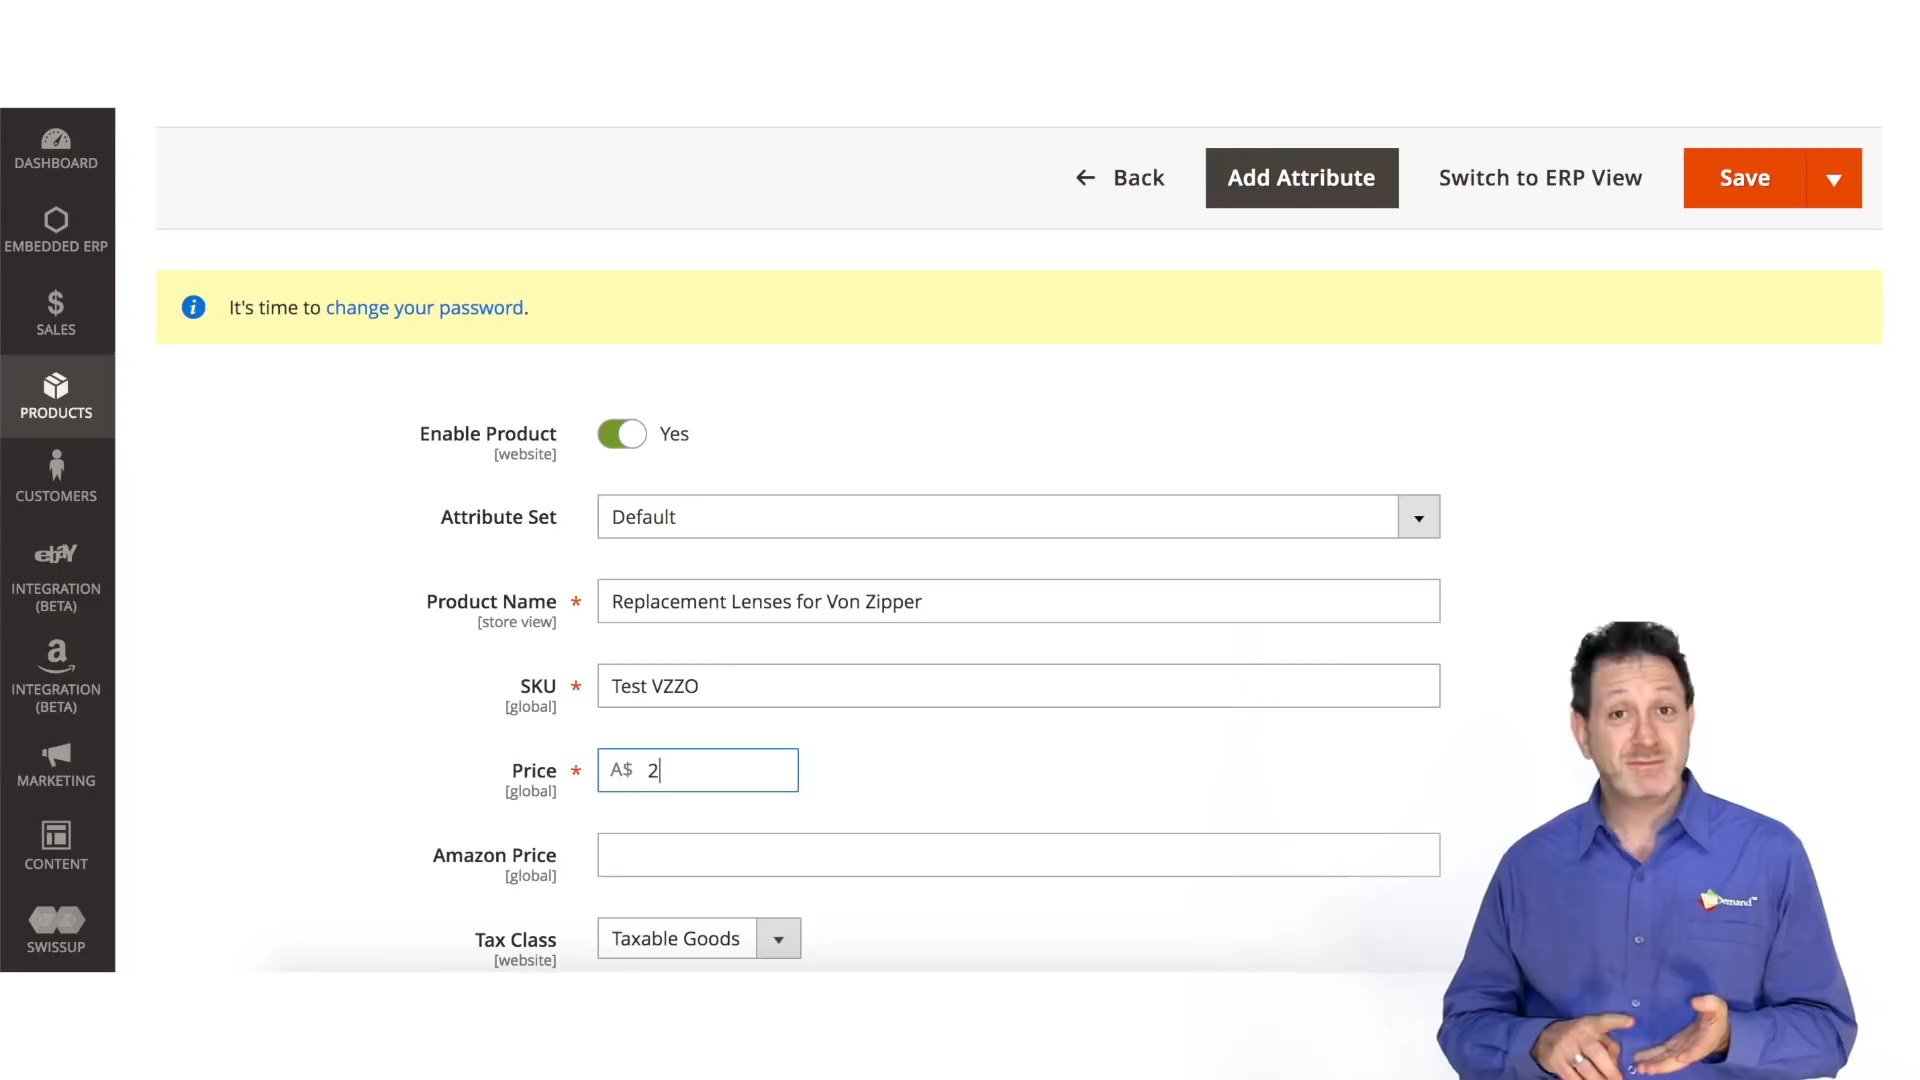 DASHBOARD
EMBEDDED ERP
$
SALES
PRODUCTS
CUSTOMERS
ebay
INTEGRATION
(BETA)
a
INTEGRATION
(BETA)
MARKETING
CONTENT
SWISSUP
← Back
Add Attribute
Switch to ERP View
Save
i It's time to change your password.
Enable Product
[website]
Yes
Attribute Set
Default
Product Name *
[store view]
Replacement Lenses for Von Zipper
SKU *
[global]
Test VZZO
Price *
[global]
A$ 2
Amazon Price
[global]
Tax Class
[website]
Taxable Goods